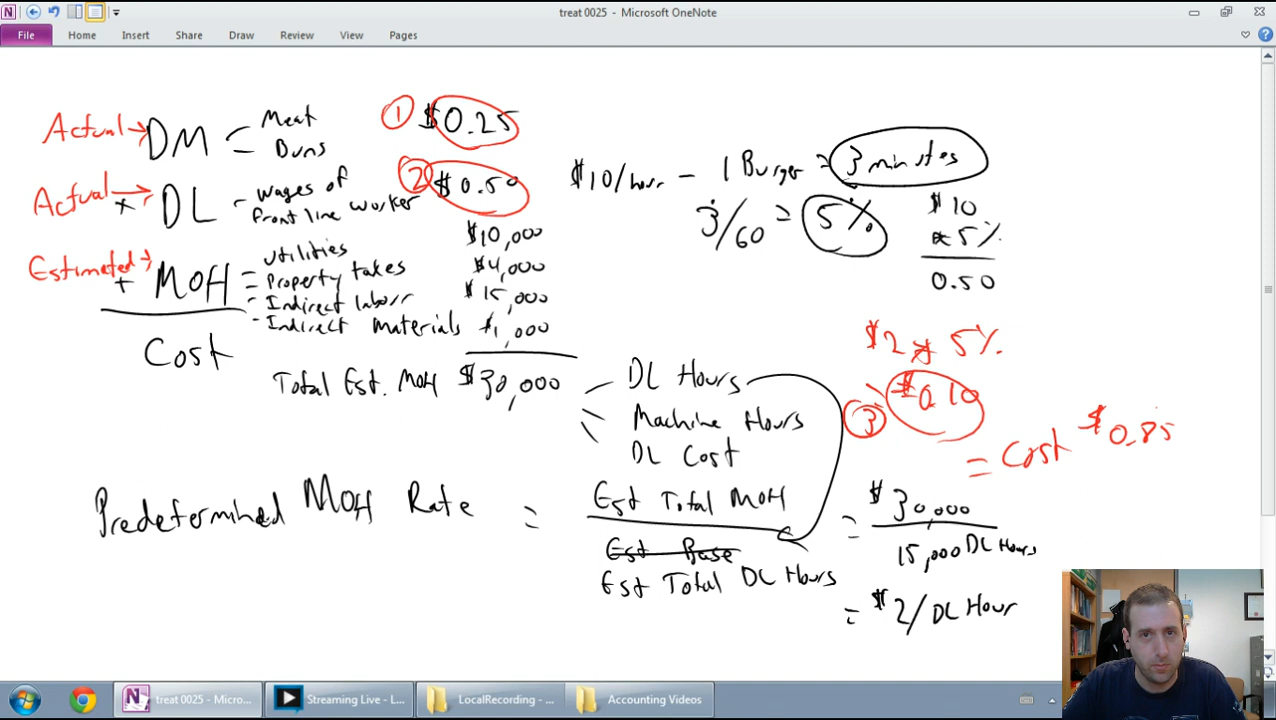 treat 0025 - Microsoft OneNote
File Home Insert Share Draw Review View Pages
Actual → DM = Meat
Buns
① $0.25
Actual → + DL - wages of
front line worker
② $0.50
$10/hour - 1 Burger = 3 minutes
3/60 = 5%
$10
x 5%
0.50
Estimated → + MOH = utilities $10,000
Property taxes $4,000
Indirect labour $15,000
Indirect materials $1,000
Cost
Total Est. MOH $30,000
DL Hours
Machine Hours
DL Cost
$2 x 5%
③ $0.10
= Cost $0.85
Predetermined MOH Rate = Est Total MOH = $30,000
Est Base 15,000 DL Hours
Est Total DL Hours
= $2/DL Hour
treat 0025 - Micro... Streaming Live - L... LocalRecording - ... Accounting Videos